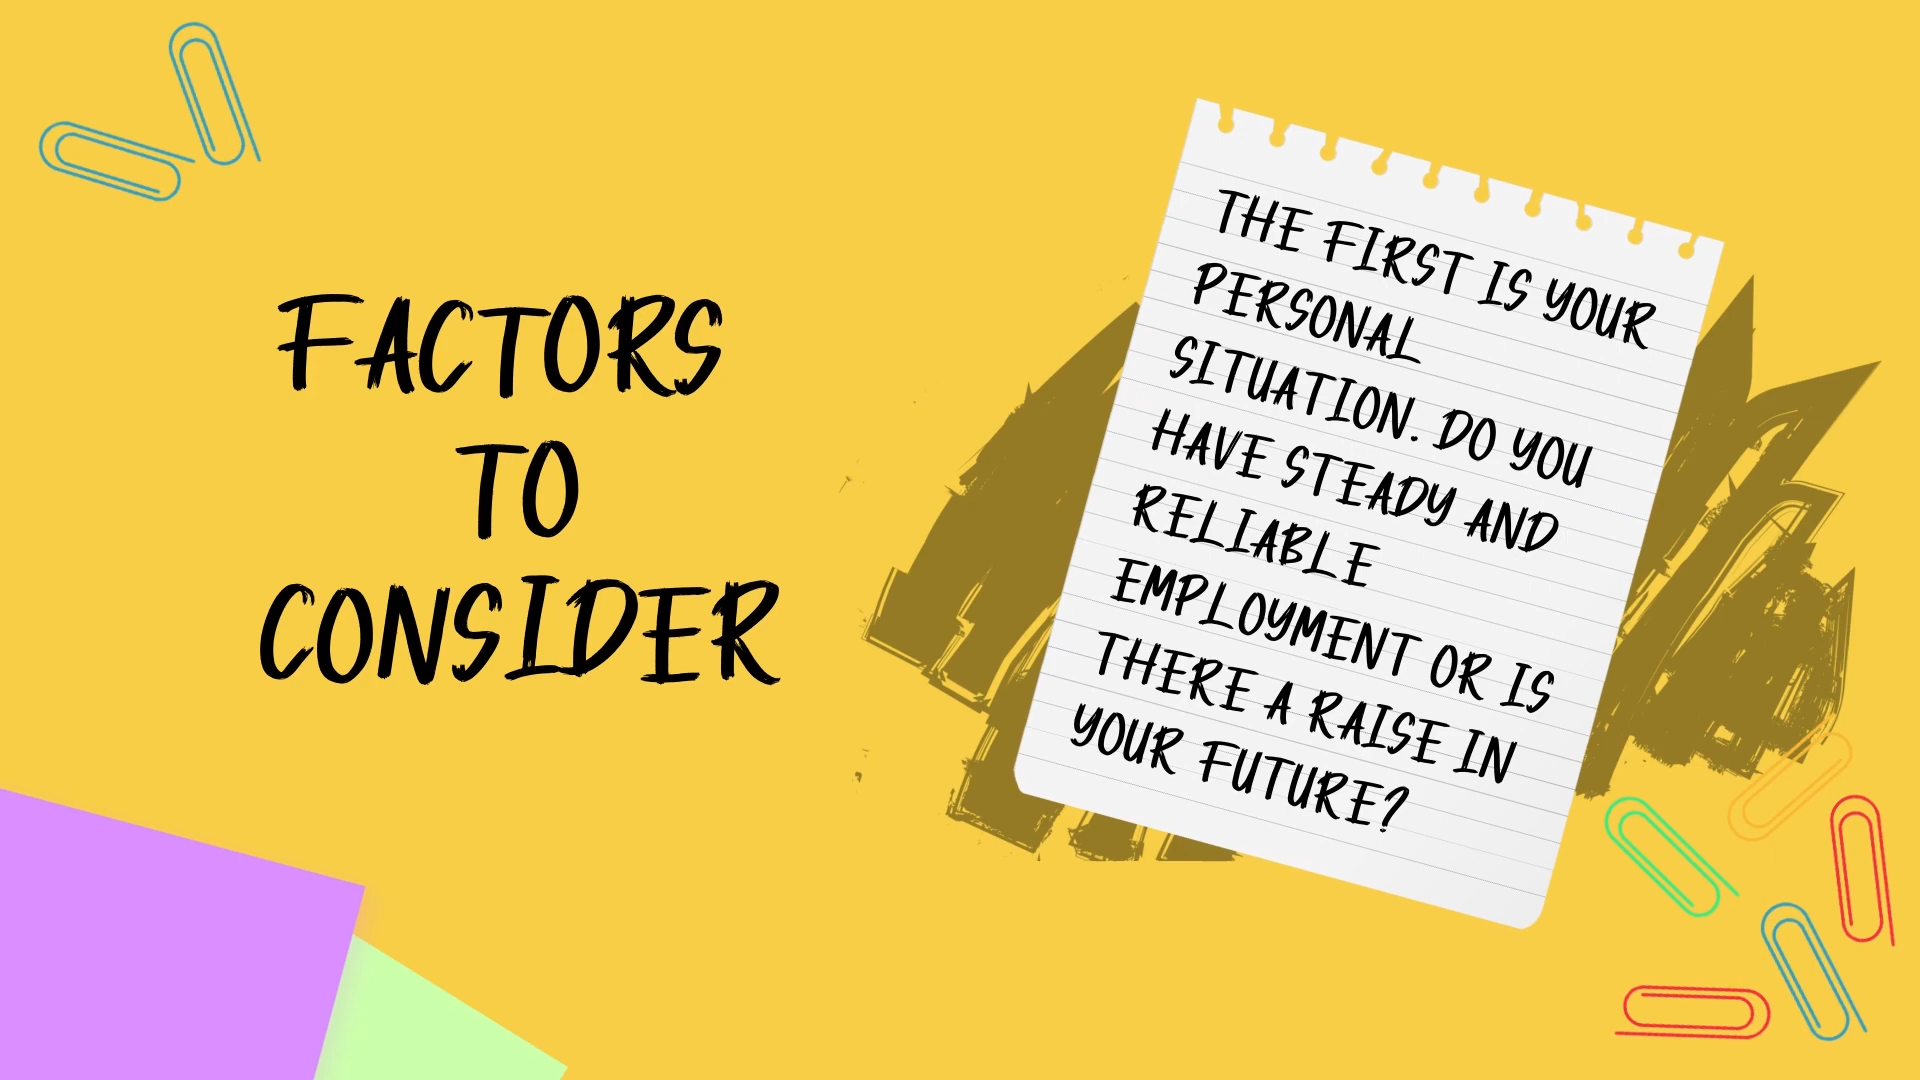 FACTORS
TO
CONSIDER
THE FIRST IS YOUR
PERSONAL
SITUATION. DO YOU
HAVE STEADY AND
RELIABLE
EMPLOYMENT OR IS
THERE A RAISE IN
YOUR FUTURE?